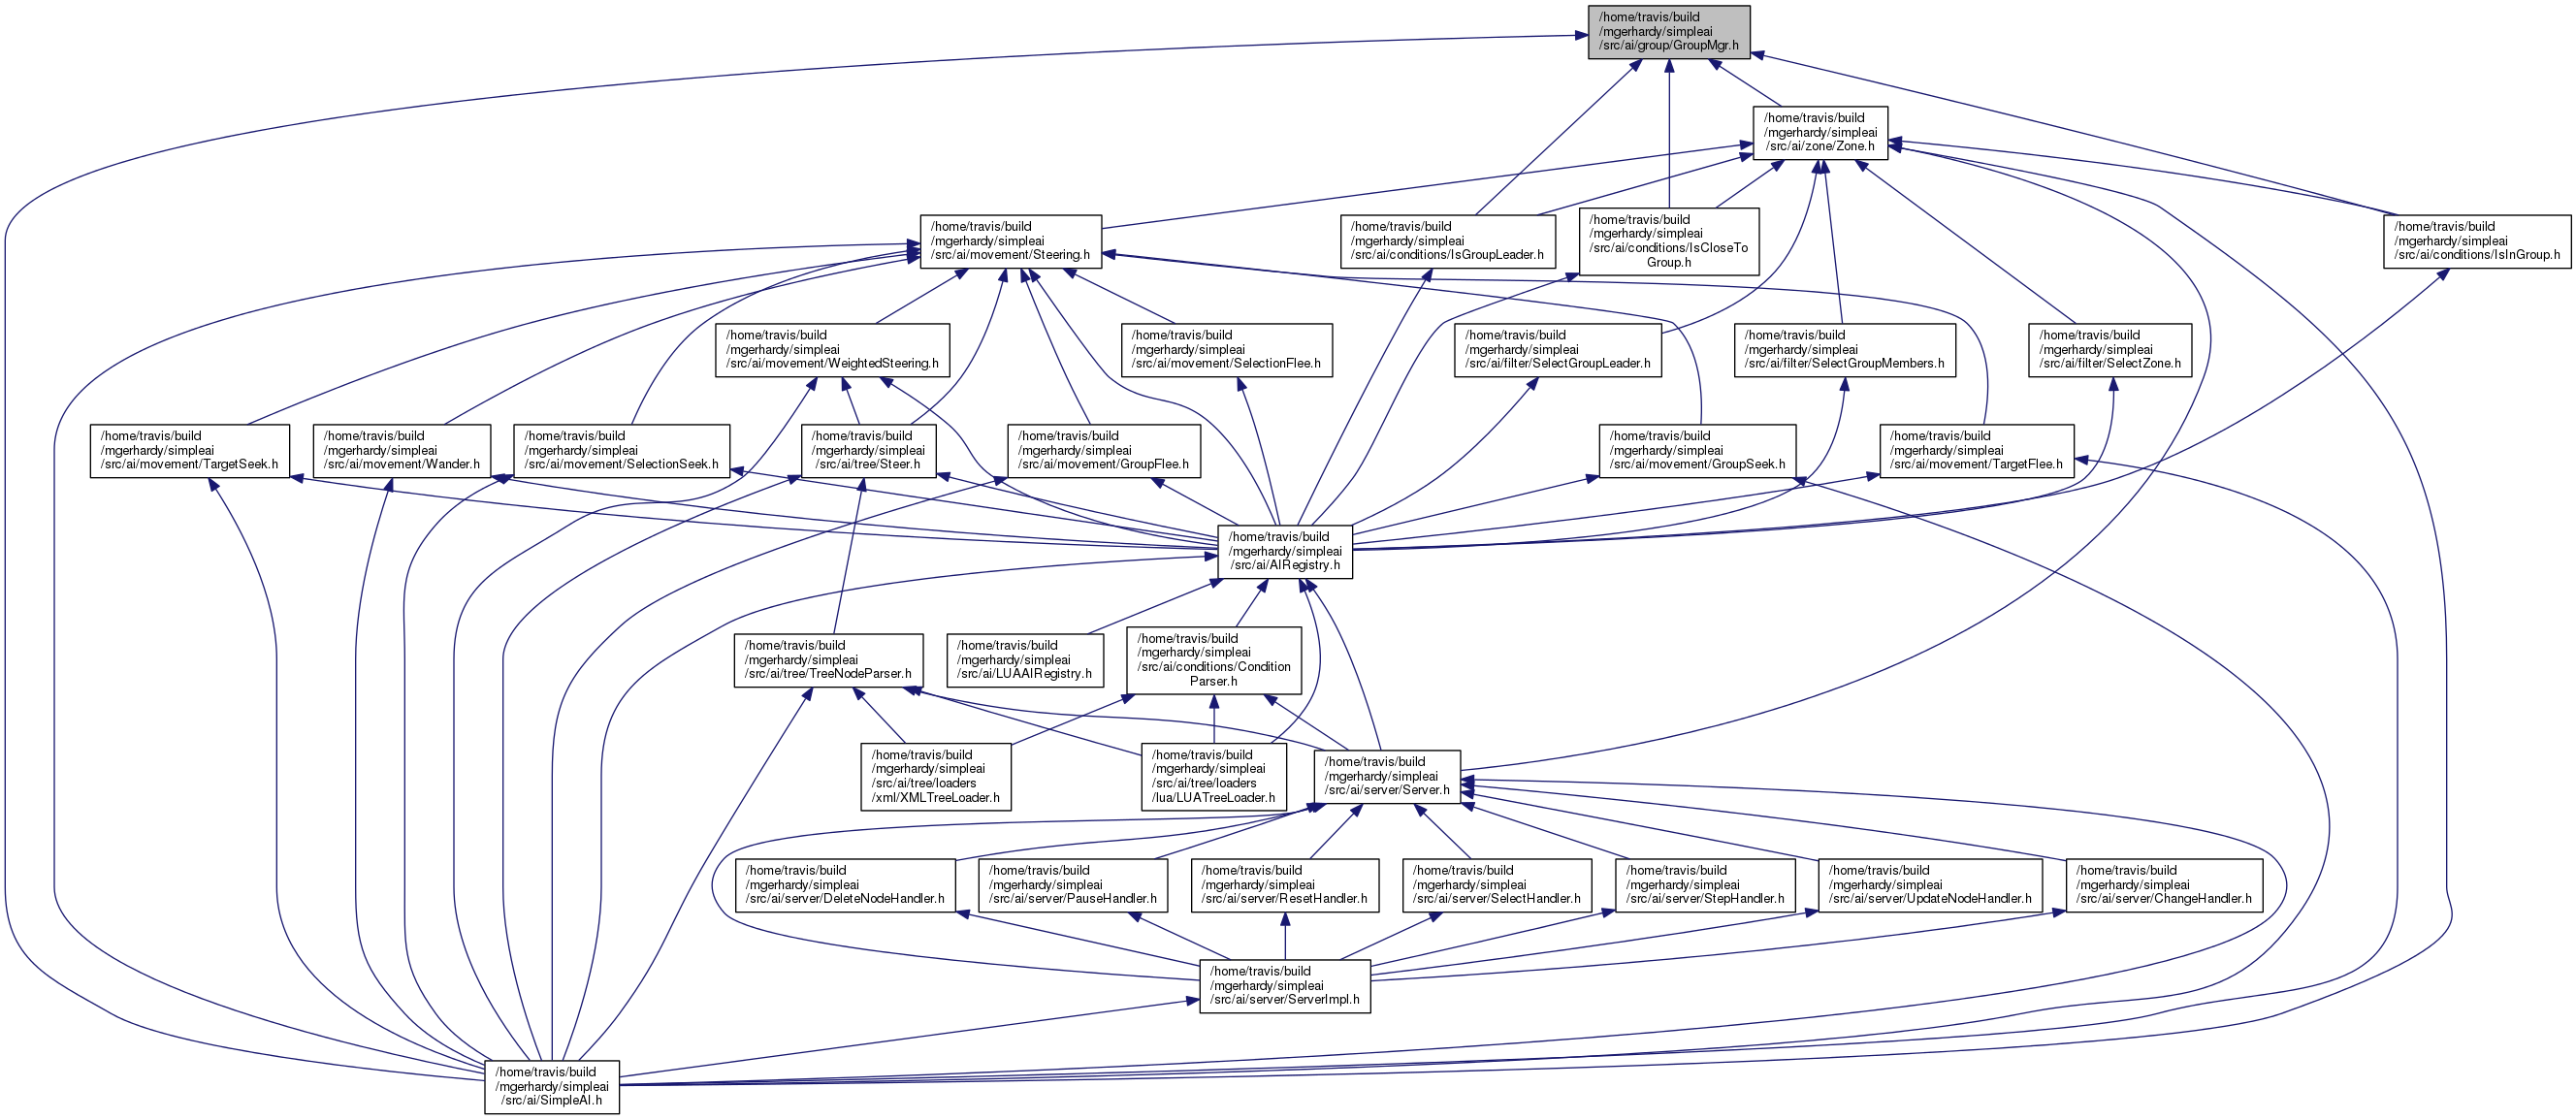 /home/travis/build
/mgerhardy/simpleai
/src/ai/group/GroupMgr.h
/home/travis/build
/mgerhardy/simpleai
/src/ai/zone/Zone.h
/home/travis/build
/mgerhardy/simpleai
/src/ai/movement/Steering.h
/home/travis/build
/mgerhardy/simpleai
/src/ai/conditions/IsGroupLeader.h
/home/travis/build
/mgerhardy/simpleai
/src/ai/conditions/IsCloseTo
Group.h
/home/travis/build
/mgerhardy/simpleai
/src/ai/conditions/IsInGroup.h
/home/travis/build
/mgerhardy/simpleai
/src/ai/movement/WeightedSteering.h
/home/travis/build
/mgerhardy/simpleai
/src/ai/movement/SelectionFlee.h
/home/travis/build
/mgerhardy/simpleai
/src/ai/filter/SelectGroupLeader.h
/home/travis/build
/mgerhardy/simpleai
/src/ai/filter/SelectGroupMembers.h
/home/travis/build
/mgerhardy/simpleai
/src/ai/filter/SelectZone.h
/home/travis/build
/mgerhardy/simpleai
/src/ai/movement/TargetSeek.h
/home/travis/build
/mgerhardy/simpleai
/src/ai/movement/Wander.h
/home/travis/build
/mgerhardy/simpleai
/src/ai/movement/SelectionSeek.h
/home/travis/build
/mgerhardy/simpleai
/src/ai/tree/Steer.h
/home/travis/build
/mgerhardy/simpleai
/src/ai/movement/GroupFlee.h
/home/travis/build
/mgerhardy/simpleai
/src/ai/movement/GroupSeek.h
/home/travis/build
/mgerhardy/simpleai
/src/ai/movement/TargetFlee.h
/home/travis/build
/mgerhardy/simpleai
/src/ai/AIRegistry.h
/home/travis/build
/mgerhardy/simpleai
/src/ai/tree/TreeNodeParser.h
/home/travis/build
/mgerhardy/simpleai
/src/ai/LUAAIRegistry.h
/home/travis/build
/mgerhardy/simpleai
/src/ai/conditions/Condition
Parser.h
/home/travis/build
/mgerhardy/simpleai
/src/ai/tree/loaders
/xml/XMLTreeLoader.h
/home/travis/build
/mgerhardy/simpleai
/src/ai/tree/loaders
/lua/LUATreeLoader.h
/home/travis/build
/mgerhardy/simpleai
/src/ai/server/Server.h
/home/travis/build
/mgerhardy/simpleai
/src/ai/server/DeleteNodeHandler.h
/home/travis/build
/mgerhardy/simpleai
/src/ai/server/PauseHandler.h
/home/travis/build
/mgerhardy/simpleai
/src/ai/server/ResetHandler.h
/home/travis/build
/mgerhardy/simpleai
/src/ai/server/SelectHandler.h
/home/travis/build
/mgerhardy/simpleai
/src/ai/server/StepHandler.h
/home/travis/build
/mgerhardy/simpleai
/src/ai/server/UpdateNodeHandler.h
/home/travis/build
/mgerhardy/simpleai
/src/ai/server/ChangeHandler.h
/home/travis/build
/mgerhardy/simpleai
/src/ai/server/ServerImpl.h
/home/travis/build
/mgerhardy/simpleai
/src/ai/SimpleAI.h